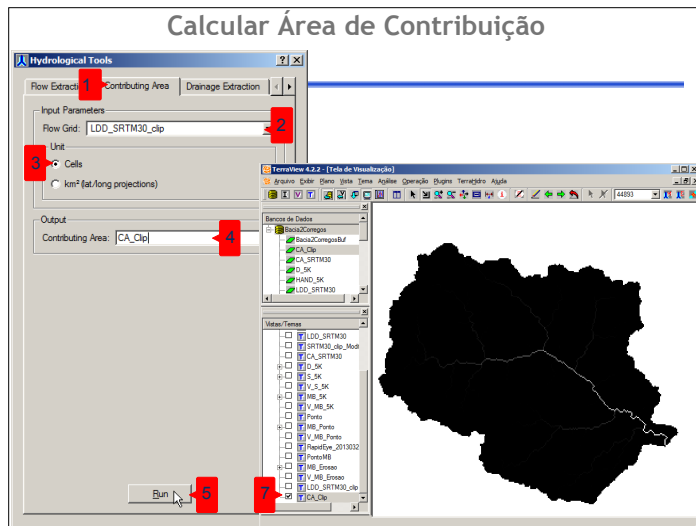 Calcular Área de Contribuição
Hydrological Tools
Flow Extracti
1
Contributing Area
Drainage Extraction
Input Parameters
Flow Grid:
LDD_SRTM30_clip
2
Unit
3
Cells
km² (lat/long projections)
Output
Contributing Area:
CA_Clip
4
Run
5
TerraView 4.2.2 - [Tela de Visualização]
Arquivo Exibir Plano Vista Tema Análise Operação Plugins TerraHidro Ajuda
44893
Bancos de Dados
Bacia2Corregos
Bacia2CorregosBuf
CA_Clip
CA_SRTM30
D_5K
HAND_5K
LDD_SRTM30
Vistas/Temas
LDD_SRTM30
SRTM30_clip_Mod
CA_SRTM30
D_5K
S_5K
V_S_5K
MB_5K
V_MB_5K
Ponto
MB_Ponto
V_MB_Ponto
RapidEye_2013032
PontoMB
MB_Erosao
V_MB_Erosao
LDD_SRTM30_clip
7
CA_Clip